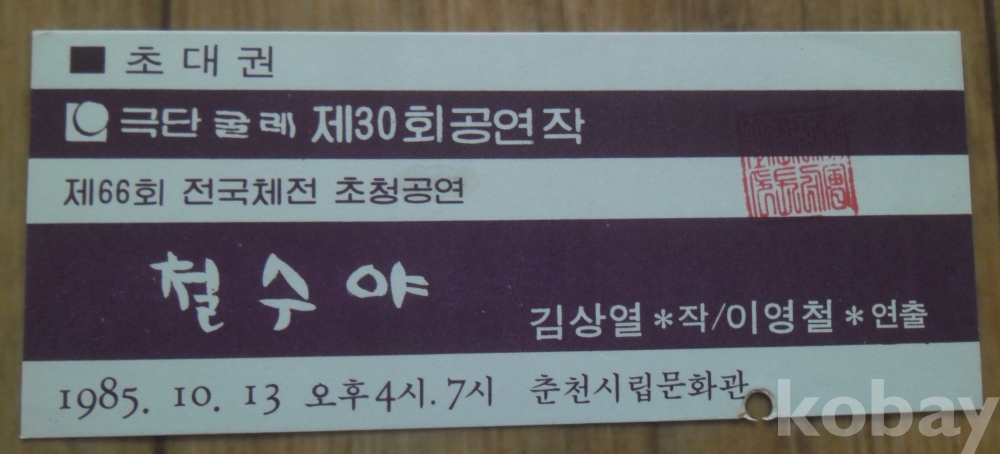 ■ 초대권
극단 굴레 제30회공연작
제66회 전국체전 초청공연
철수야
김상열*작/이영철*연출
1985. 10. 13 오후4시.7시 춘천시립문화관
kobay